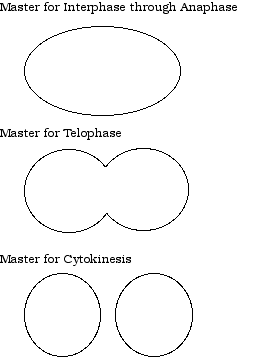 Master for Interphase through Anaphase
Master for Telophase
Master for Cytokinesis